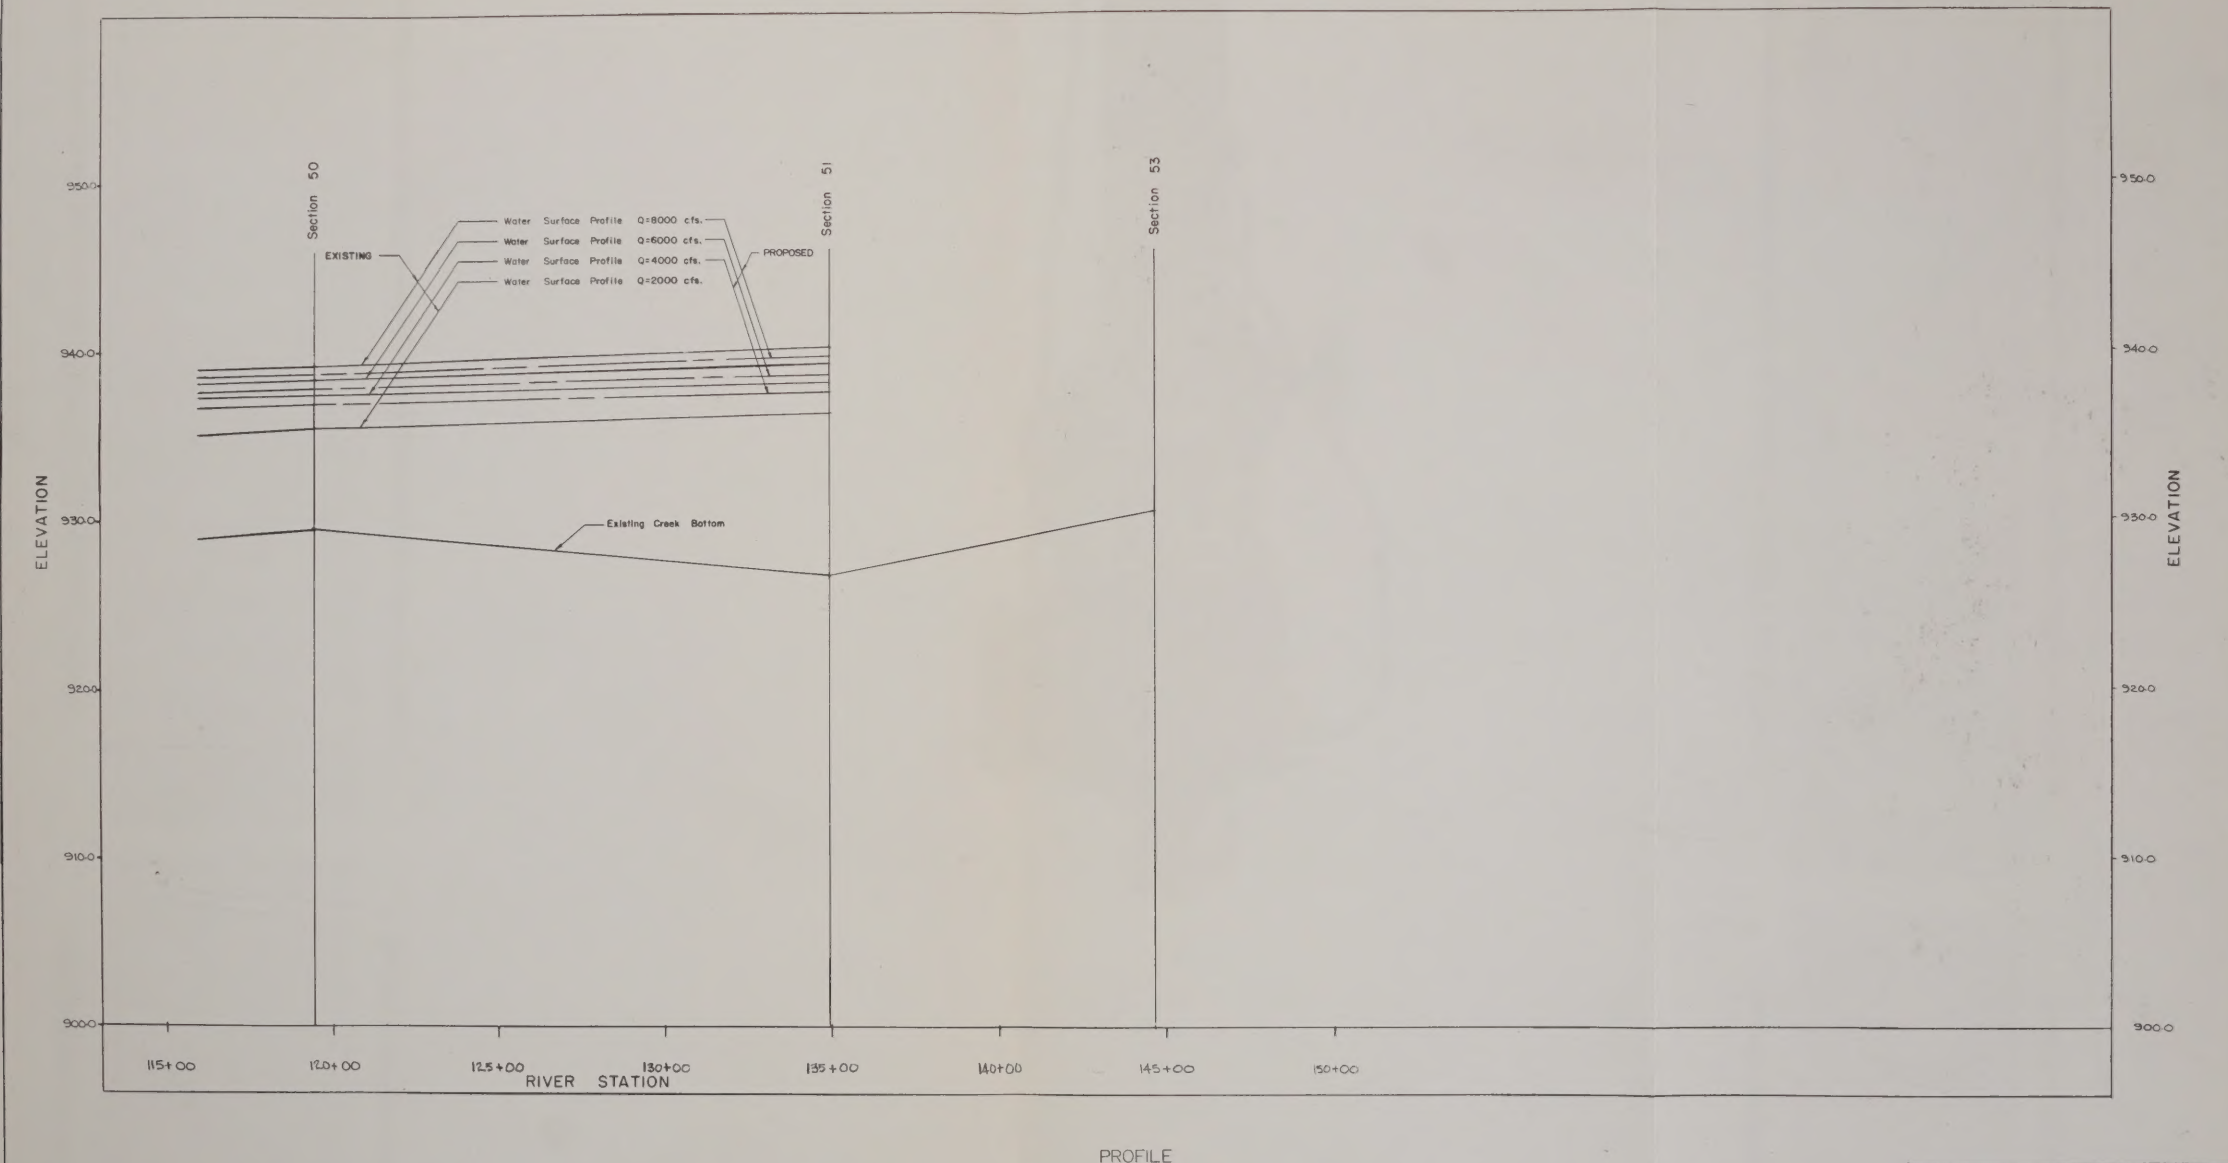 Section 50
Section 51
Section 53
950.0
950.0
Water Surface Profile Q=8000 cfs.
Water Surface Profile Q=6000 cfs.
EXISTING
PROPOSED
Water Surface Profile Q=4000 cfs.
Water Surface Profile Q=2000 cfs.
940.0
940.0
ELEVATION
930.0
Existing Creek Bottom
930.0
ELEVATION
920.0
920.0
910.0
910.0
900.0
900.0
115+00 120+00 125+00 130+00 135+00 140+00 145+00 150+00
RIVER STATION
PROFILE